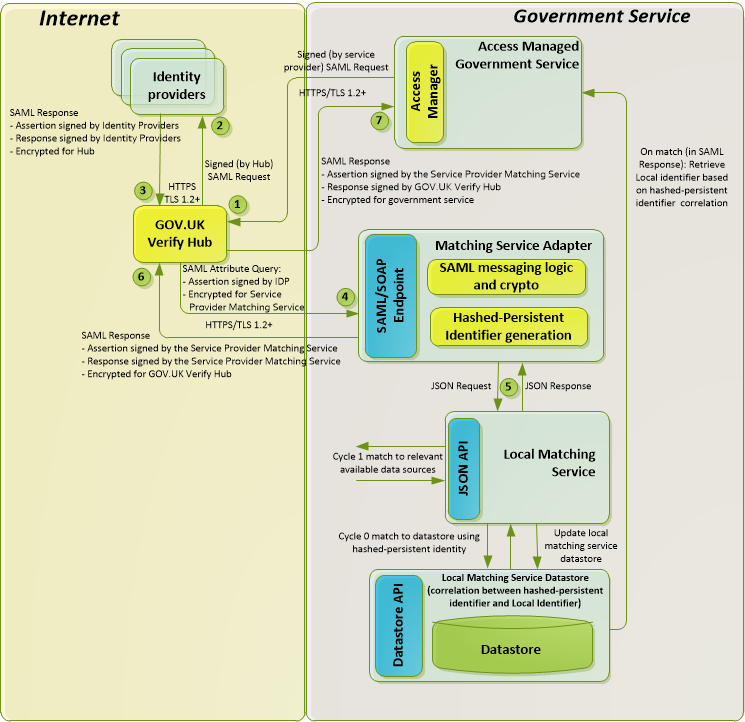 Internet
Government Service
Identity
providers
SAML Response
- Assertion signed by Identity Providers
- Response signed by Identity Providers
- Encrypted for Hub
2
Signed (by Hub)
SAML Request
3
HTTPS
TLS 1.2+
1
GOV.UK
Verify Hub
Signed (by service
provider) SAML Request
HTTPS/TLS 1.2+
7
Access
Manager
Access Managed
Government Service
SAML Response
- Assertion signed by the Service Provider Matching Service
- Response signed by GOV.UK Verify Hub
- Encrypted for government service
On match (in SAML
Response): Retrieve
Local identifier based
on hashed-persistent
identifier correlation
6
SAML Attribute Query:
- Assertion signed by IDP
- Encrypted for Service
Provider Matching Service
4
HTTPS/TLS 1.2+
SAML Response
- Assertion signed by the Service Provider Matching Service
- Response signed by the Service Provider Matching Service
- Encrypted for GOV.UK Verify Hub
SAML/SOAP
Endpoint
Matching Service Adapter
SAML messaging logic
and crypto
Hashed-Persistent
Identifier generation
JSON Request
5
JSON Response
JSON API
Local Matching
Service
Cycle 1 match to relevant
available data sources
Cycle 0 match to datastore using
hashed-persistent identity
Update local
matching service
datastore
Datastore API
Local Matching Service Datastore
(correlation between hashed-persistent
identifier and Local Identifier)
Datastore